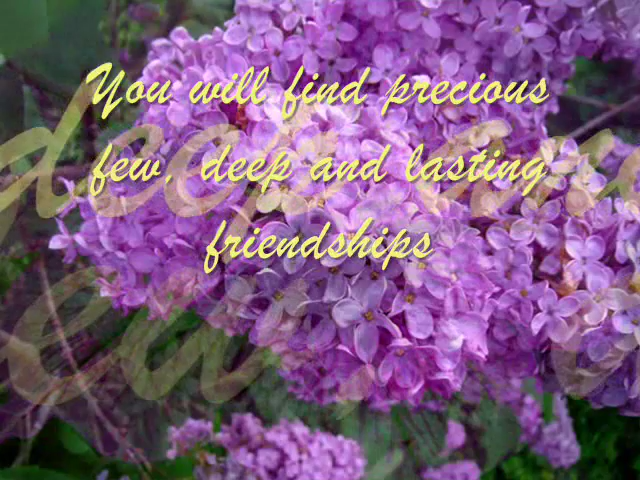 You will find precious
few, deep and lasting
friendships